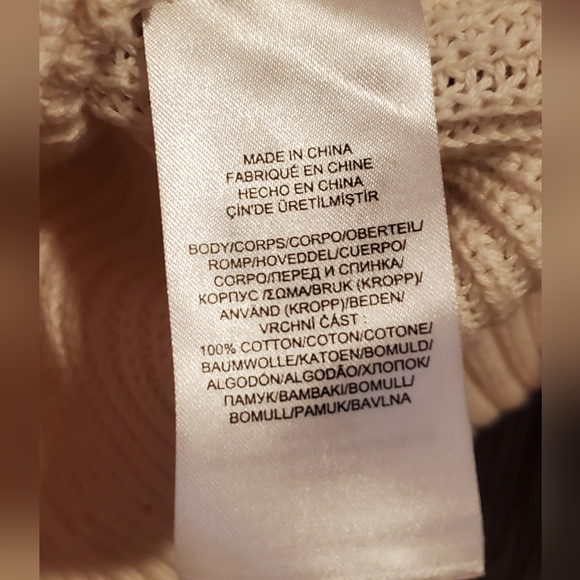 MADE IN CHINA
FABRIQUÉ EN CHINE
HECHO EN CHINA
ÇİN'DE ÜRETİLMİŞTİR
BODY/CORPS/CORPO/OBERTEIL/
ROMP/HOVEDDEL/CUERPO/
CORPO/ПЕРЕД И СПИНКА/
КОРПУС /ΣΩΜΑ/BRUK (KROPP)/
ANVÄND (KROPP)/BEDEN/
VRCHNÍ ČÁST :
100% COTTON/COTON/COTONE/
BAUMWOLLE/KATOEN/BOMULD/
ALGODÓN/ALGODÃO/ХЛОПОК/
ПАМУК/ΒΑΜΒΑΚΙ/BOMULL/
BOMULL/PAMUK/BAVLNA